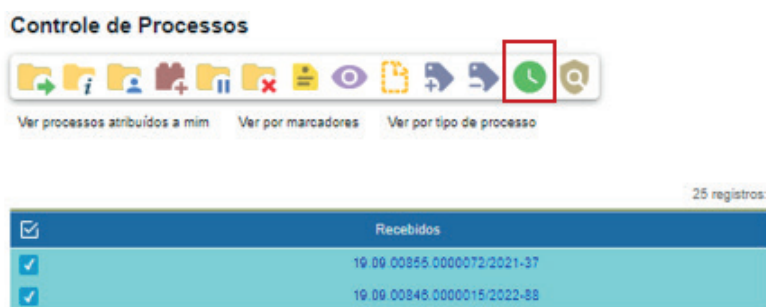 Controle de Processos
Ver processos atribuídos a mim Ver por marcadores Ver por tipo de processo
25 registros:
Recebidos
19.09.00855.0000072/2021-37
19.09.00846.0000015/2022-88